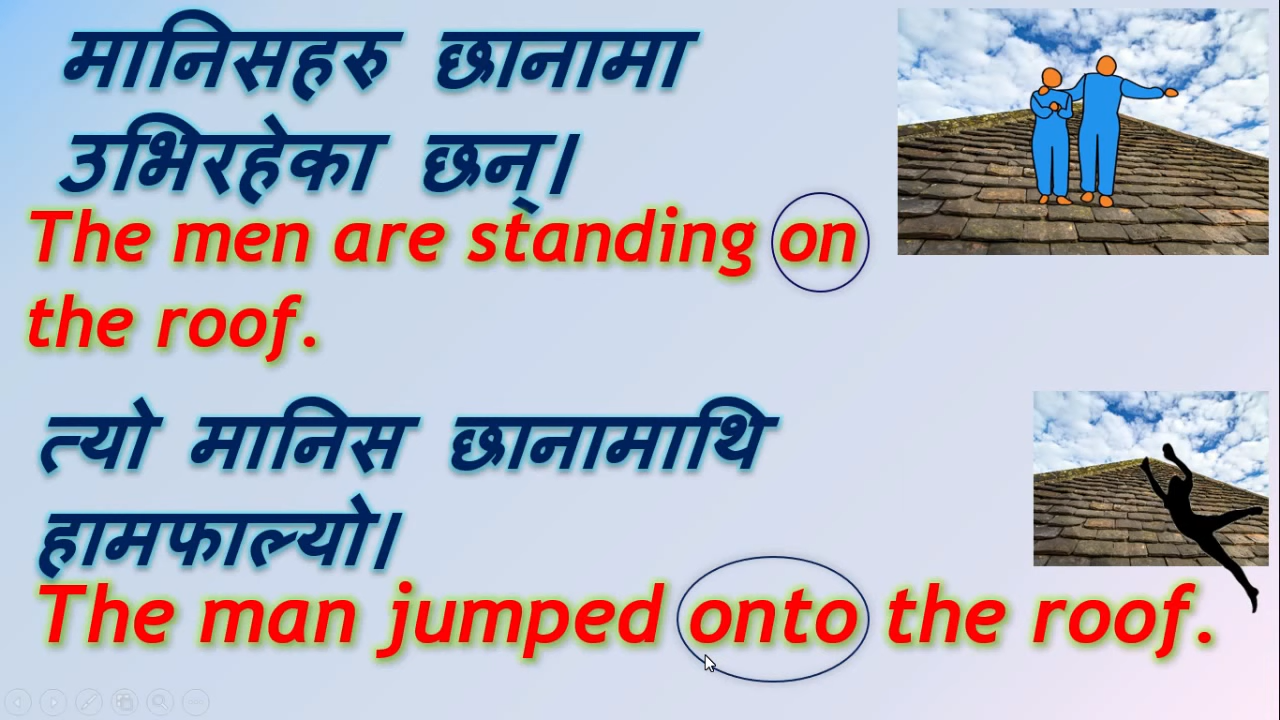 मानिसहरु छानामा
उभिरहेका छन्।
The men are standing on
the roof.
त्यो मानिस छानामाथि
हामफाल्यो।
The man jumped onto the roof.